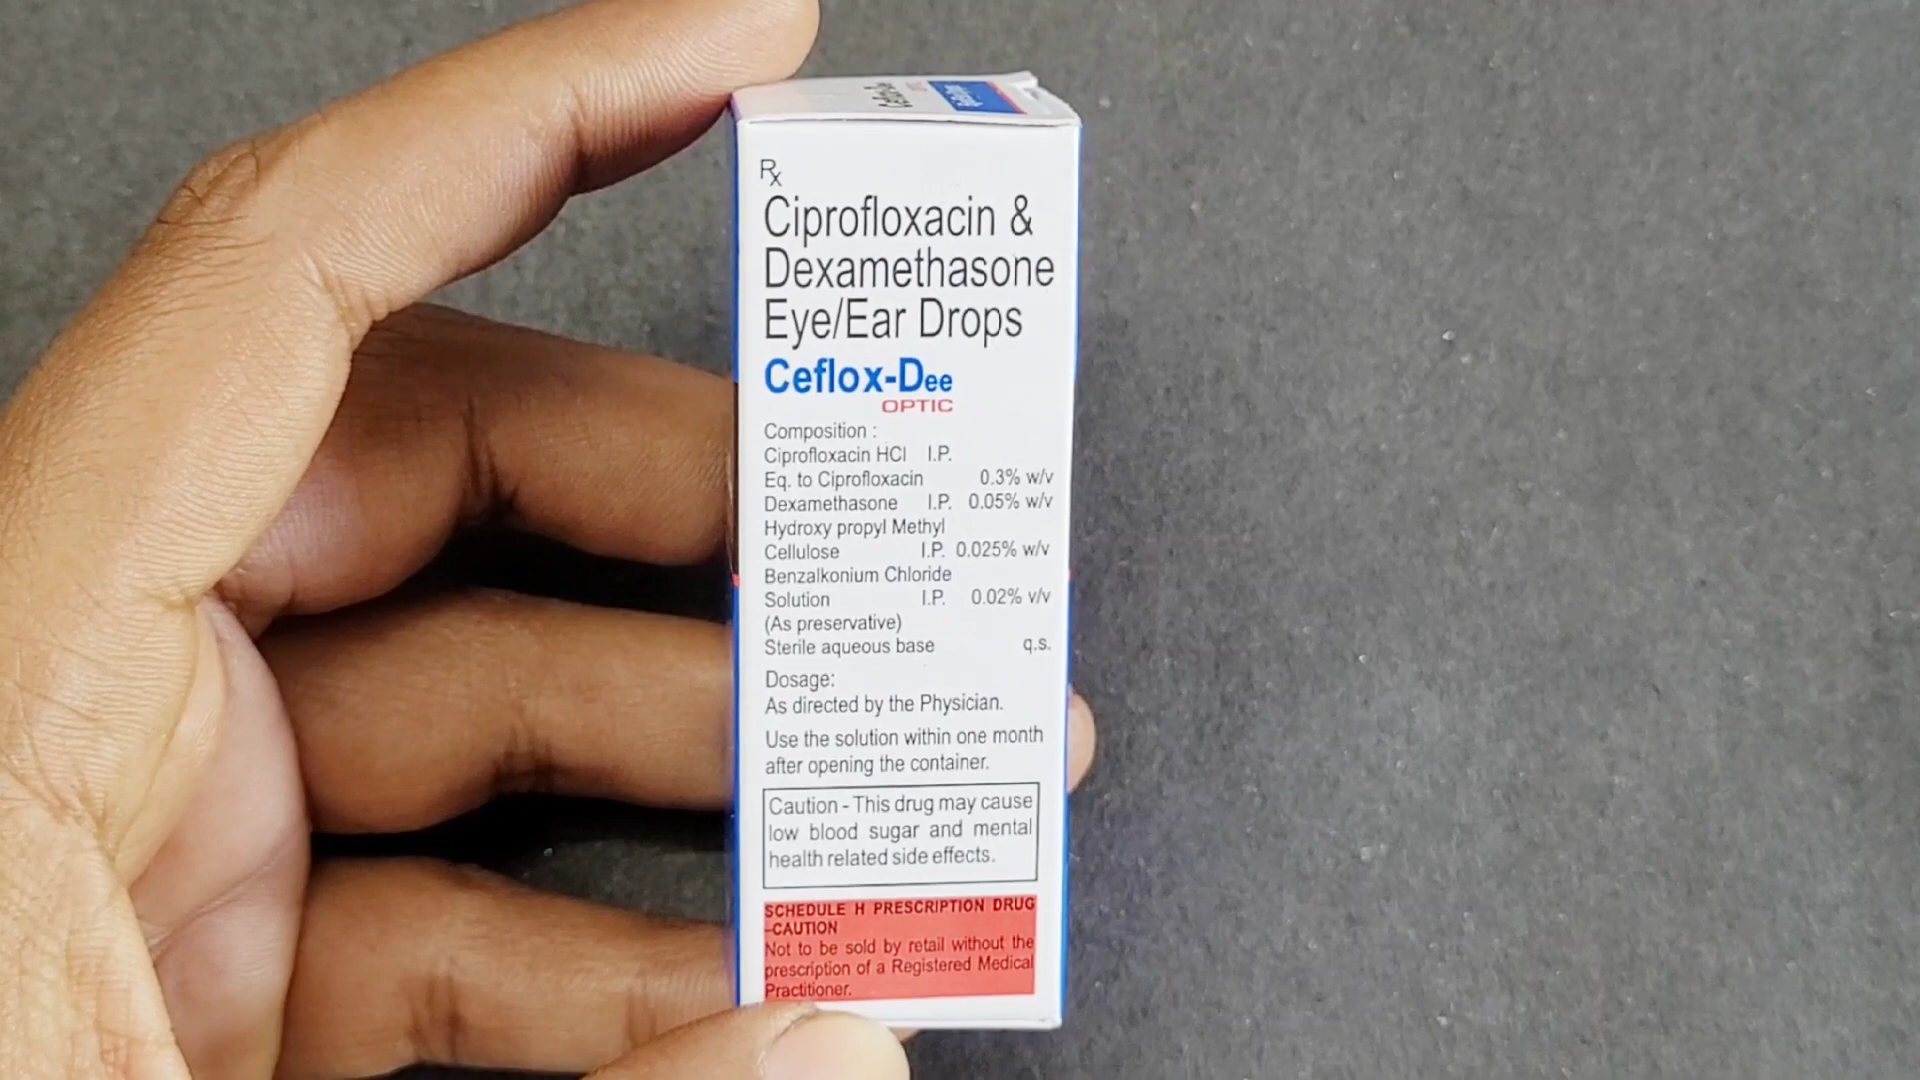 Ceflox
Rx
Ciprofloxacin &
Dexamethasone
Eye/Ear Drops
Ceflox-Dee
OPTIC
Composition :
Ciprofloxacin HCl I.P.
Eq. to Ciprofloxacin 0.3% w/v
Dexamethasone I.P. 0.05% w/v
Hydroxy propyl Methyl
Cellulose I.P. 0.025% w/v
Benzalkonium Chloride
Solution I.P. 0.02% v/v
(As preservative)
Sterile aqueous base q.s.
Dosage:
As directed by the Physician.
Use the solution within one month
after opening the container.
Caution - This drug may cause
low blood sugar and mental
health related side effects.
SCHEDULE H PRESCRIPTION DRUG
-CAUTION
Not to be sold by retail without the
prescription of a Registered Medical
Practitioner.